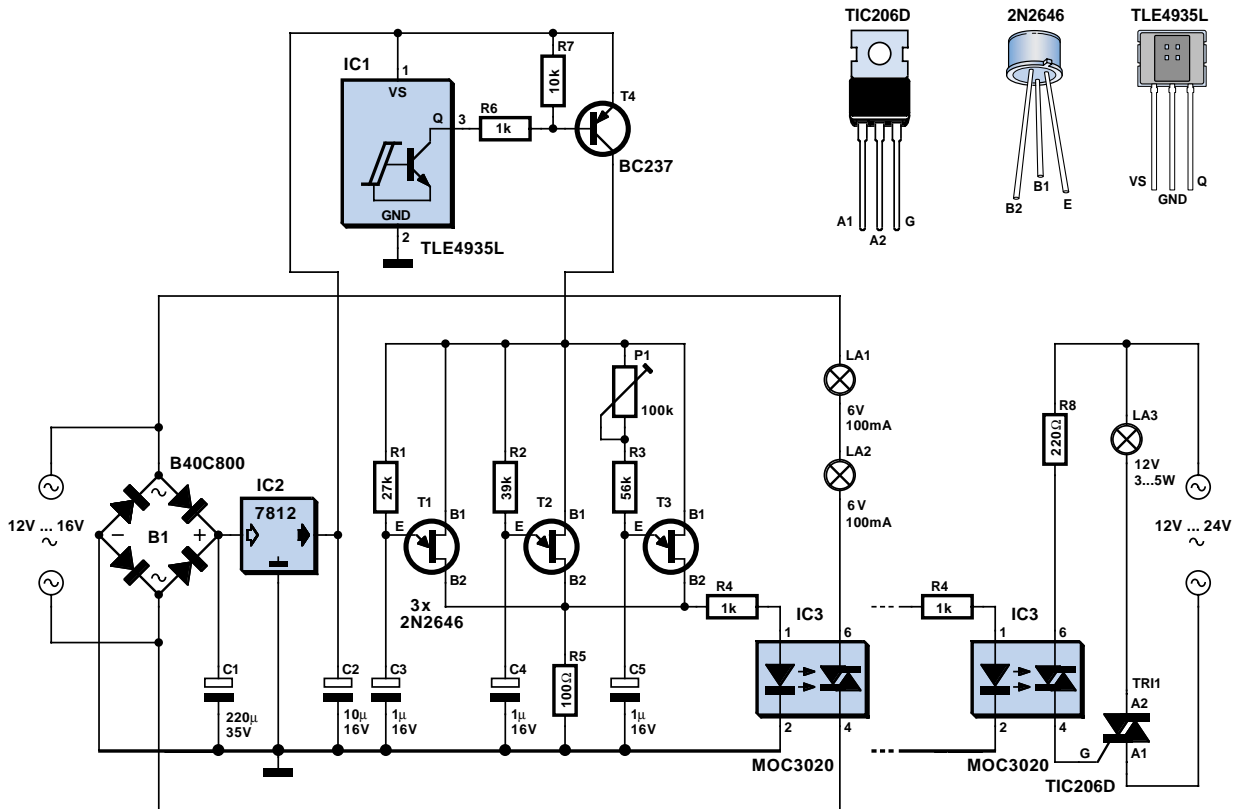 TIC206D
2N2646
TLE4935L
A1
A2
G
B2
B1
E
VS
GND
Q
IC1
1
VS
Q
3
GND
2
TLE4935L
R6
1k
R7
10k
T4
BC237
B40C800
B1
12V ... 16V
~
~
~
–
+
~
~
IC2
7812
C1
220µ
35V
C2
10µ
16V
R1
27k
T1
E
B1
B2
3x
2N2646
C3
1µ
16V
R2
39k
T2
E
B1
B2
C4
1µ
16V
R5
100Ω
P1
100k
R3
56k
T3
E
B1
B2
C5
1µ
16V
R4
1k
IC3
1
6
2
4
MOC3020
LA1
6V
100mA
LA2
6V
100mA
R4
1k
IC3
1
6
2
4
MOC3020
R8
220Ω
LA3
12V
3...5W
12V ... 24V
~
~
~
TRI1
A2
G
A1
TIC206D